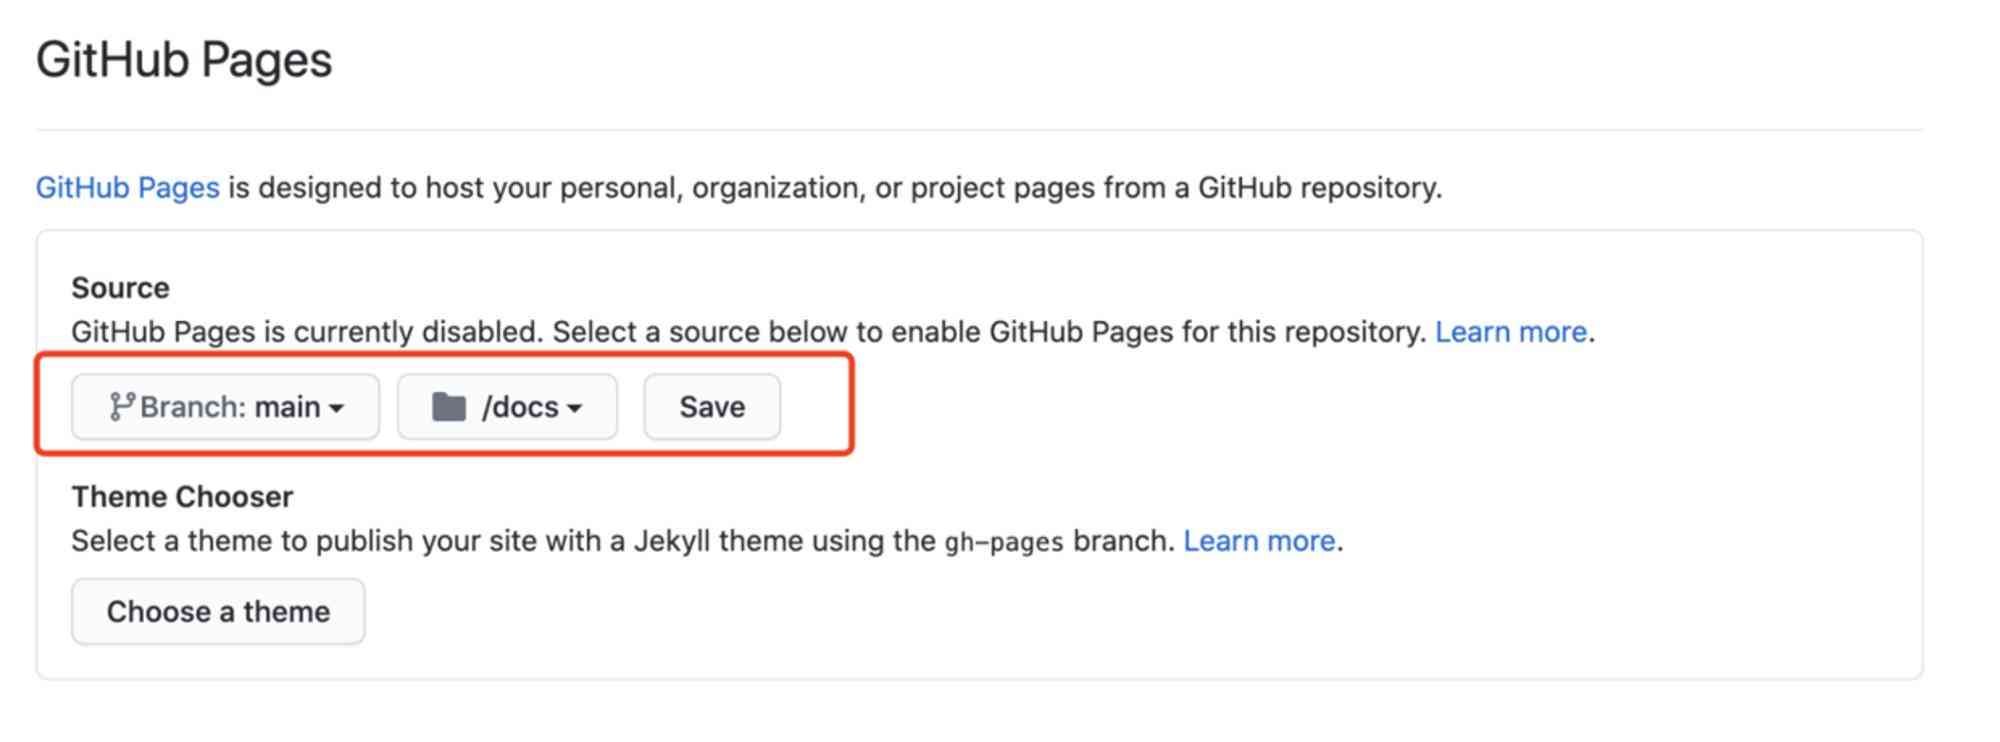 GitHub Pages
GitHub Pages is designed to host your personal, organization, or project pages from a GitHub repository.
Source
GitHub Pages is currently disabled. Select a source below to enable GitHub Pages for this repository. Learn more.
Branch: main /docs Save
Theme Chooser
Select a theme to publish your site with a Jekyll theme using the gh-pages branch. Learn more.
Choose a theme